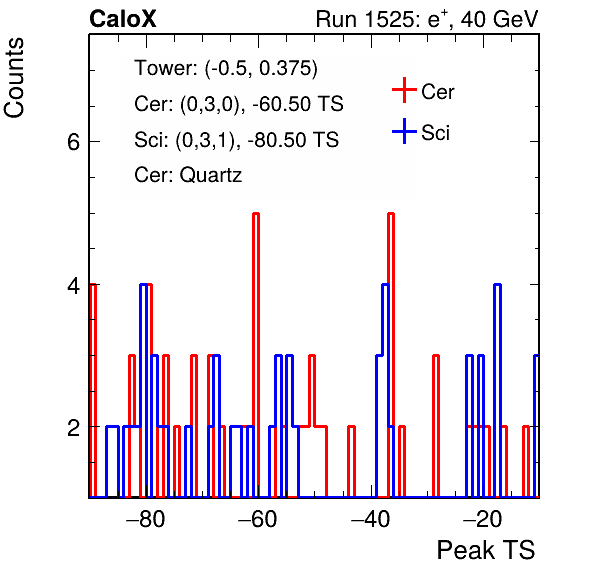 CaloX Run 1525: e⁺, 40 GeV
Counts
Tower: (-0.5, 0.375)
Cer: (0,3,0), -60.50 TS
Sci: (0,3,1), -80.50 TS
Cer: Quartz
Cer
Sci
6
4
2
−80 −60 −40 −20
Peak TS